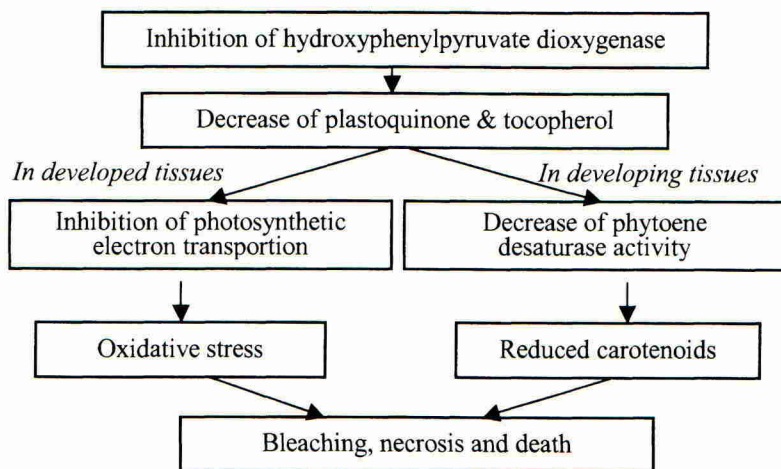 Inhibition of hydroxyphenylpyruvate dioxygenase
Decrease of plastoquinone & tocopherol
In developed tissues
In developing tissues
Inhibition of photosynthetic
electron transportion
Decrease of phytoene
desaturase activity
Oxidative stress
Reduced carotenoids
Bleaching, necrosis and death